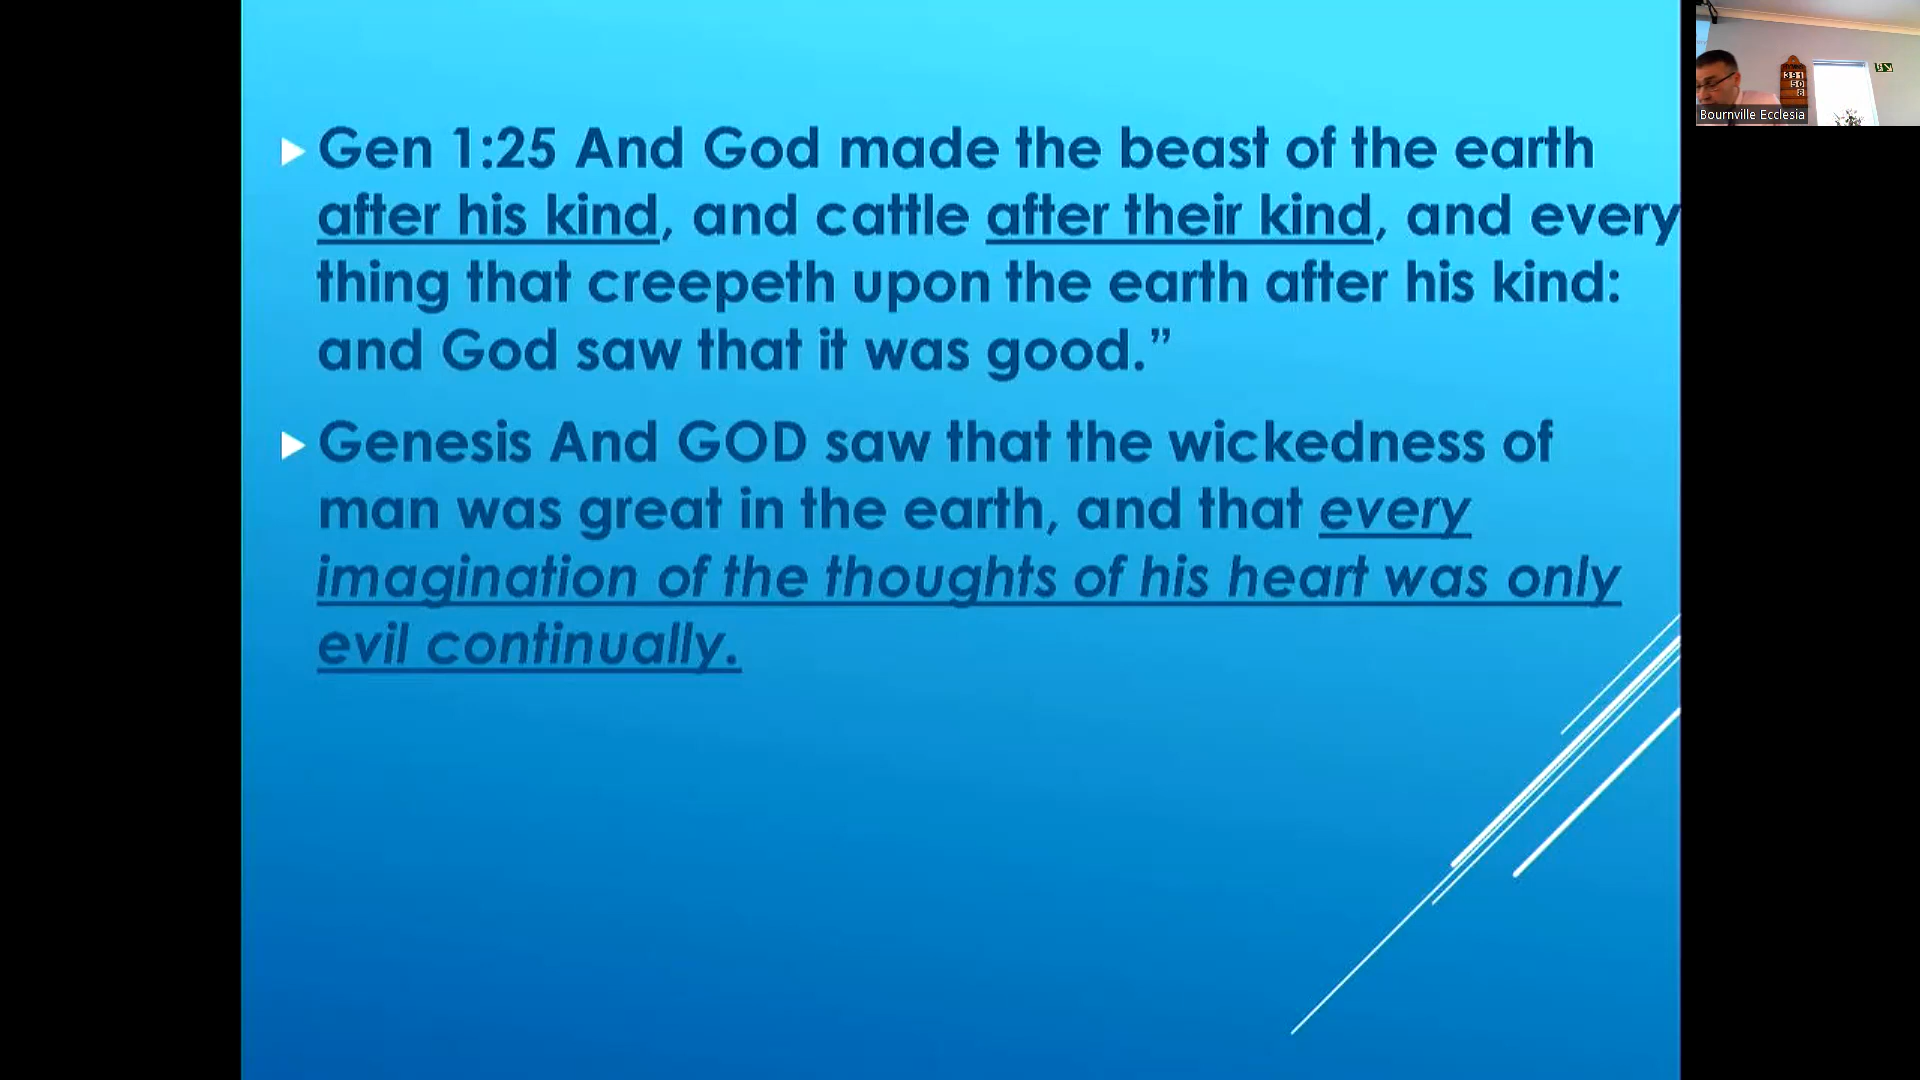 Gen 1:25 And God made the beast of the earth
after his kind, and cattle after their kind, and every
thing that creepeth upon the earth after his kind:
and God saw that it was good.”
Genesis And GOD saw that the wickedness of
man was great in the earth, and that every
imagination of the thoughts of his heart was only
evil continually.
391
50
8
Bournville Ecclesia